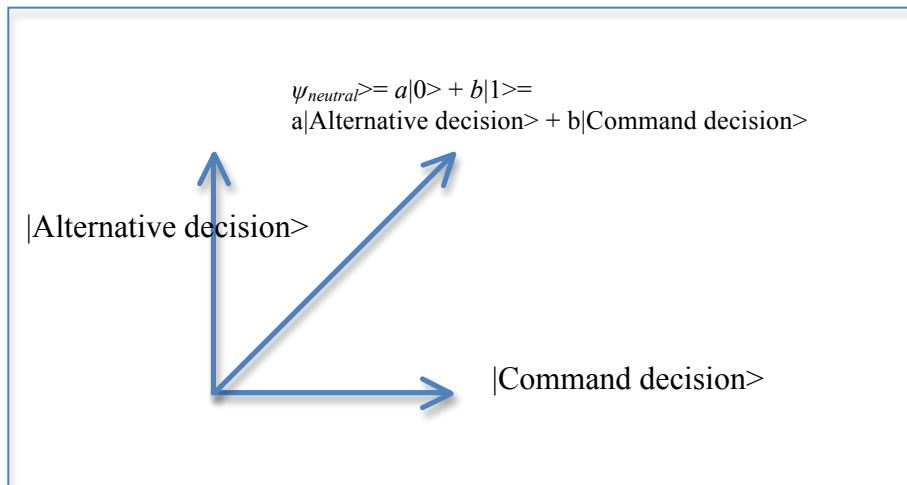 ψneutral>= a|0> + b|1>=
a|Alternative decision> + b|Command decision>
|Alternative decision>
|Command decision>